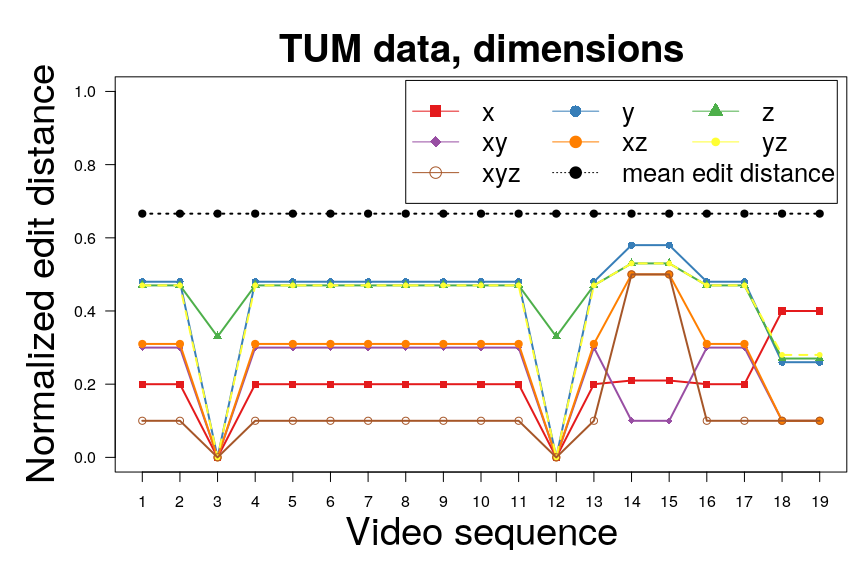 TUM data, dimensions
Normalized edit distance
1.0
0.8
0.6
0.4
0.2
0.0
x y z
xy xz yz
xyz mean edit distance
1 2 3 4 5 6 7 8 9 10 11 12 13 14 15 16 17 18 19
Video sequence